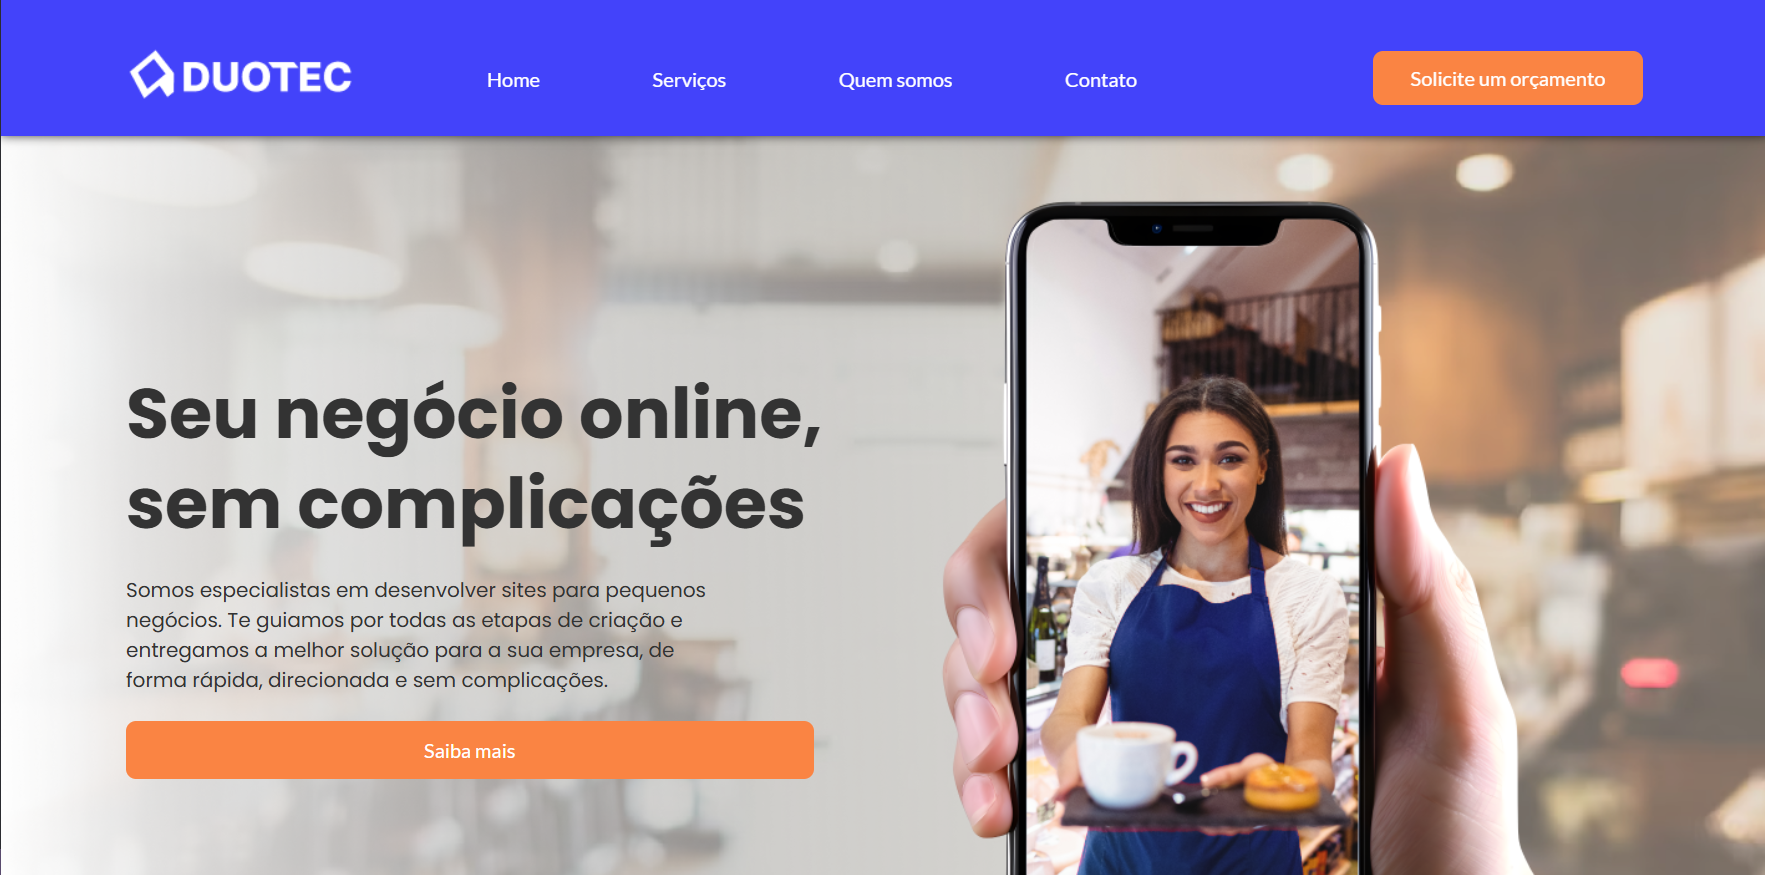 DUOTEC
Home
Serviços
Quem somos
Contato
Solicite um orçamento
Seu negócio online,
sem complicações
Somos especialistas em desenvolver sites para pequenos
negócios. Te guiamos por todas as etapas de criação e
entregamos a melhor solução para a sua empresa, de
forma rápida, direcionada e sem complicações.
Saiba mais